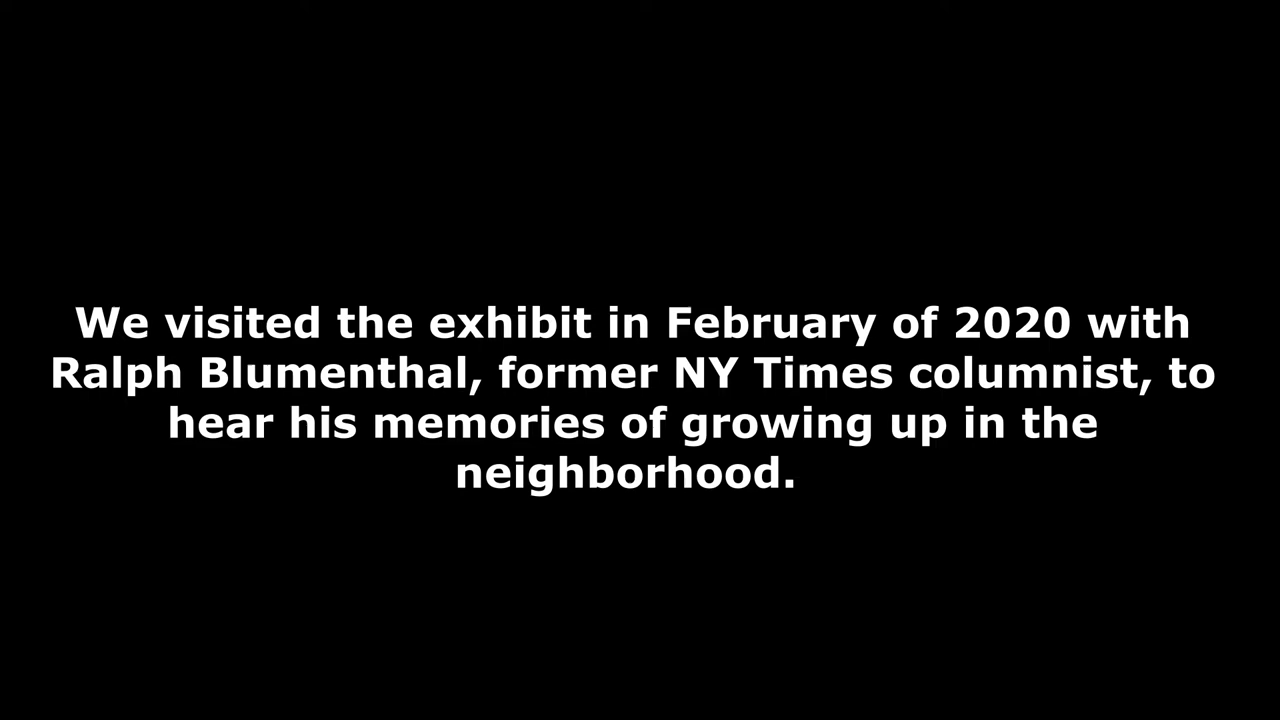 We visited the exhibit in February of 2020 with
Ralph Blumenthal, former NY Times columnist, to
hear his memories of growing up in the
neighborhood.